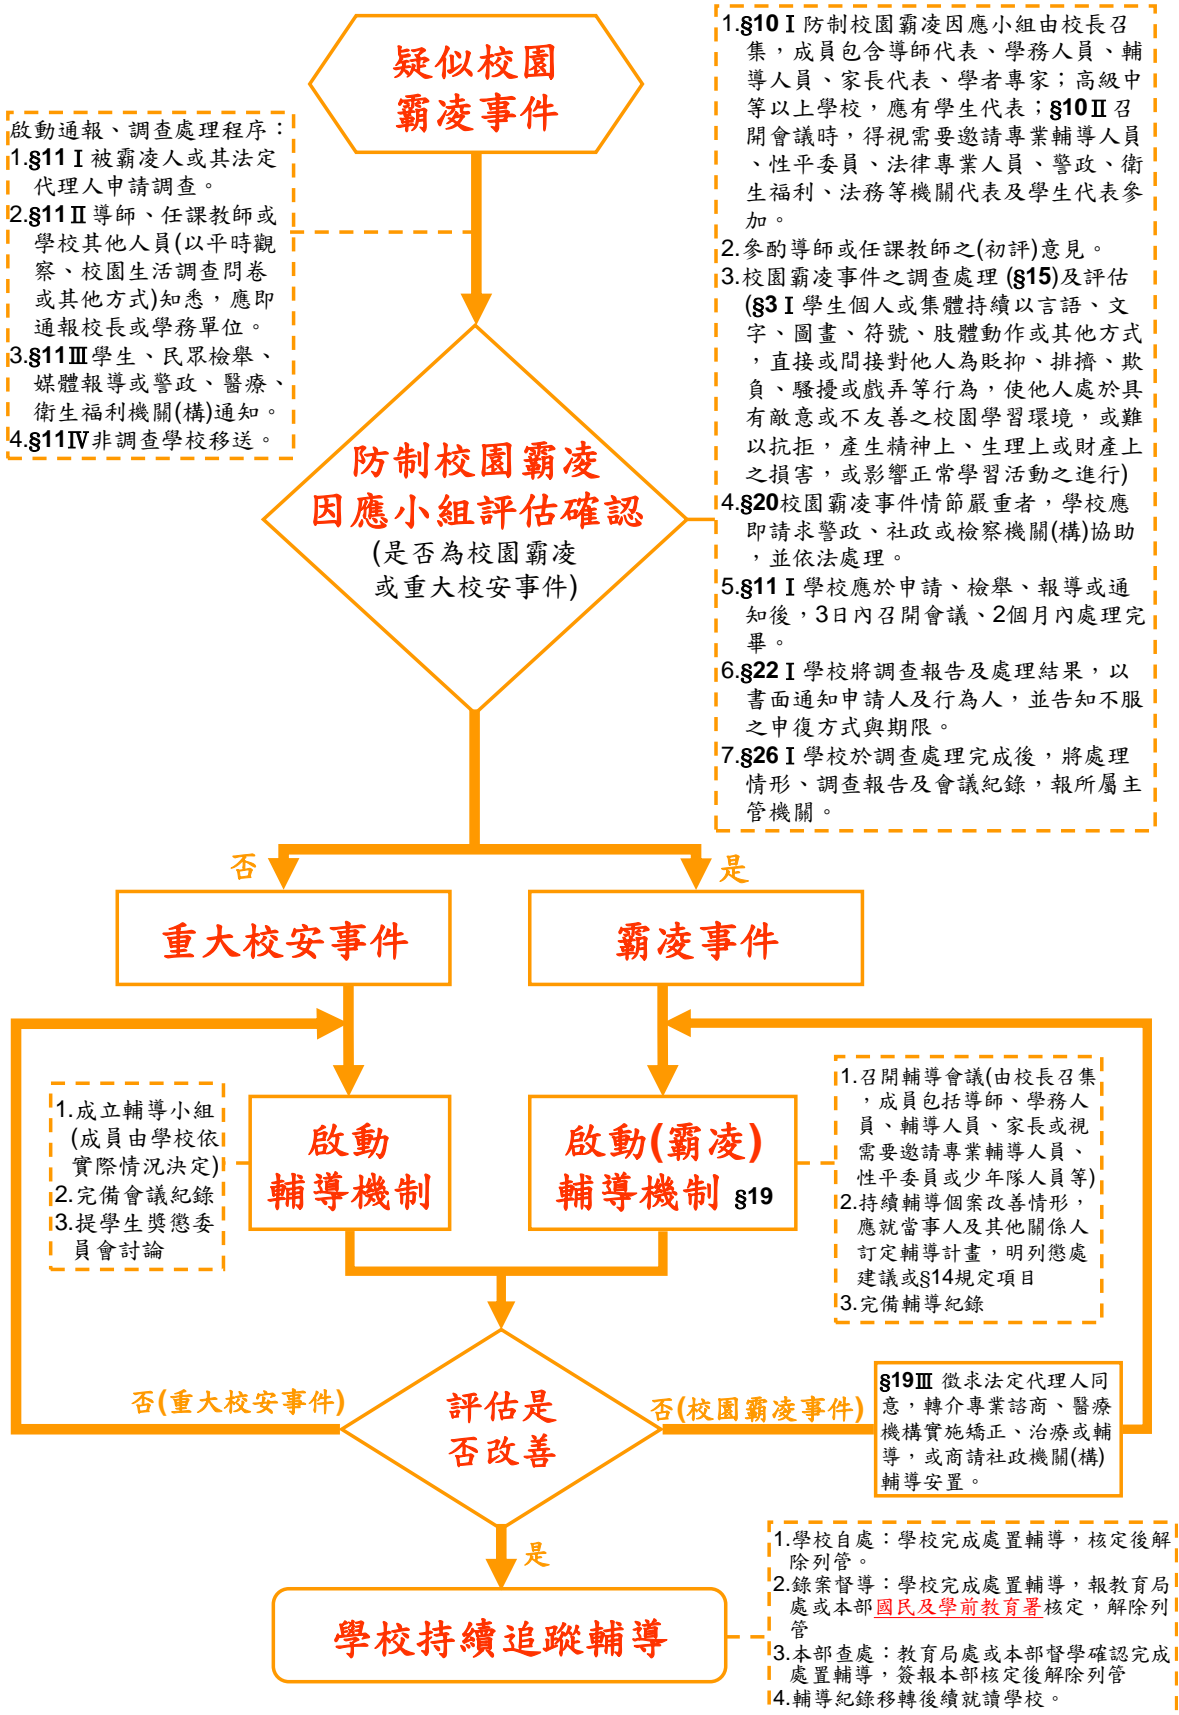 疑似校園
霸凌事件
啟動通報、調查處理程序：
1.§11Ⅰ被霸凌人或其法定
代理人申請調查。
2.§11Ⅱ導師、任課教師或
學校其他人員(以平時觀
察、校園生活調查問卷
或其他方式)知悉，應即
通報校長或學務單位。
3.§11Ⅲ學生、民眾檢舉、
媒體報導或警政、醫療、
衛生福利機關(構)通知。
4.§11Ⅳ非調查學校移送。
1.§10Ⅰ防制校園霸凌因應小組由校長召
集，成員包含導師代表、學務人員、輔
導人員、家長代表、學者專家；高級中
等以上學校，應有學生代表；§10Ⅱ召
開會議時，得視需要邀請專業輔導人員
、性平委員、法律專業人員、警政、衛
生福利、法務等機關代表及學生代表參
加。
2.參酌導師或任課教師之(初評)意見。
3.校園霸凌事件之調查處理 (§15)及評估
(§3Ⅰ學生個人或集體持續以言語、文
字、圖畫、符號、肢體動作或其他方式
，直接或間接對他人為貶抑、排擠、欺
負、騷擾或戲弄等行為，使他人處於具
有敵意或不友善之校園學習環境，或難
以抗拒，產生精神上、生理上或財產上
之損害，或影響正常學習活動之進行)
4.§20校園霸凌事件情節嚴重者，學校應
即請求警政、社政或檢察機關(構)協助
，並依法處理。
5.§11Ⅰ學校應於申請、檢舉、報導或通
知後，3日內召開會議、2個月內處理完
畢。
6.§22Ⅰ學校將調查報告及處理結果，以
書面通知申請人及行為人，並告知不服
之申復方式與期限。
7.§26Ⅰ學校於調查處理完成後，將處理
情形、調查報告及會議紀錄，報所屬主
管機關。
防制校園霸凌
因應小組評估確認
(是否為校園霸凌
或重大校安事件)
否
是
重大校安事件
霸凌事件
1.成立輔導小組
(成員由學校依
實際情況決定)
2.完備會議紀錄
3.提學生獎懲委
員會討論
啟動
輔導機制
啟動(霸凌)
輔導機制 §19
1.召開輔導會議(由校長召集
，成員包括導師、學務人
員、輔導人員、家長或視
需要邀請專業輔導人員、
性平委員或少年隊人員等)
2.持續輔導個案改善情形，
應就當事人及其他關係人
訂定輔導計畫，明列懲處
建議或§14規定項目
3.完備輔導紀錄
否(重大校安事件)
評估是
否改善
否(校園霸凌事件)
§19Ⅲ 徵求法定代理人同
意，轉介專業諮商、醫療
機構實施矯正、治療或輔
導，或商請社政機關(構)
輔導安置。
是
學校持續追蹤輔導
1.學校自處：學校完成處置輔導，核定後解
除列管。
2.錄案督導：學校完成處置輔導，報教育局
處或本部國民及學前教育署核定，解除列
管
3.本部查處：教育局處或本部督學確認完成
處置輔導，簽報本部核定後解除列管
4.輔導紀錄移轉後續就讀學校。